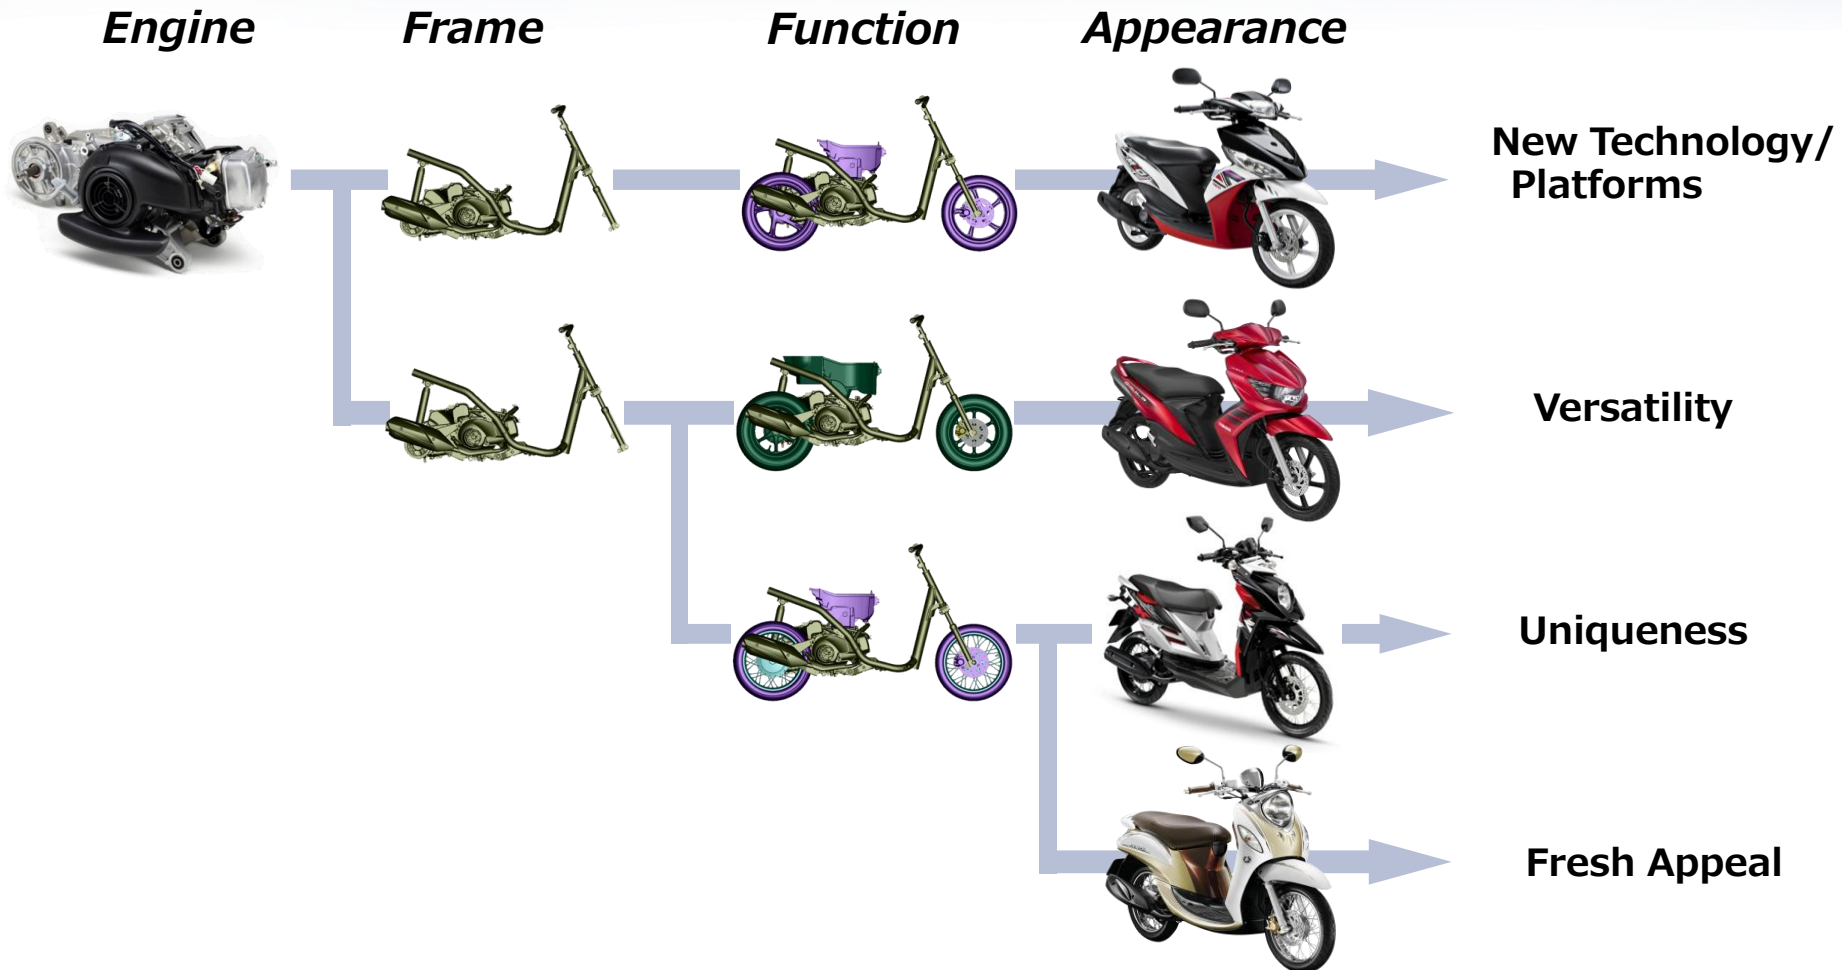 Engine Frame Function Appearance
New Technology/
Platforms
Versatility
Uniqueness
Fresh Appeal